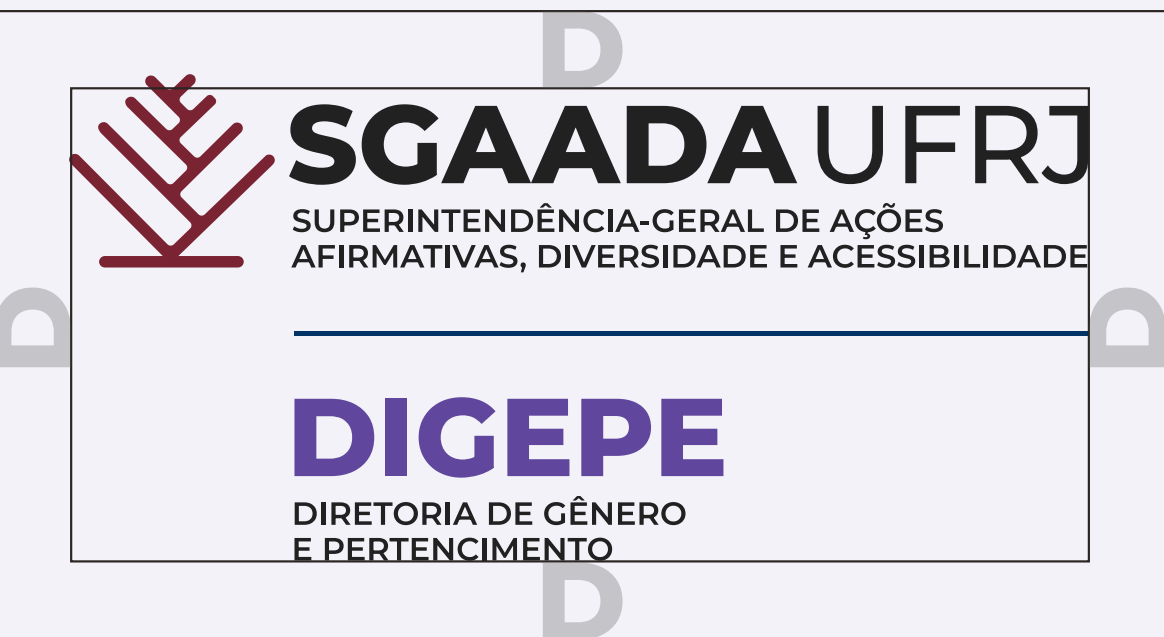 D
SGAADA UFRJ
SUPERINTENDÊNCIA-GERAL DE AÇÕES
AFIRMATIVAS, DIVERSIDADE E ACESSIBILIDADE
D
D
DIGEPE
DIRETORIA DE GÊNERO
E PERTENCIMENTO
D